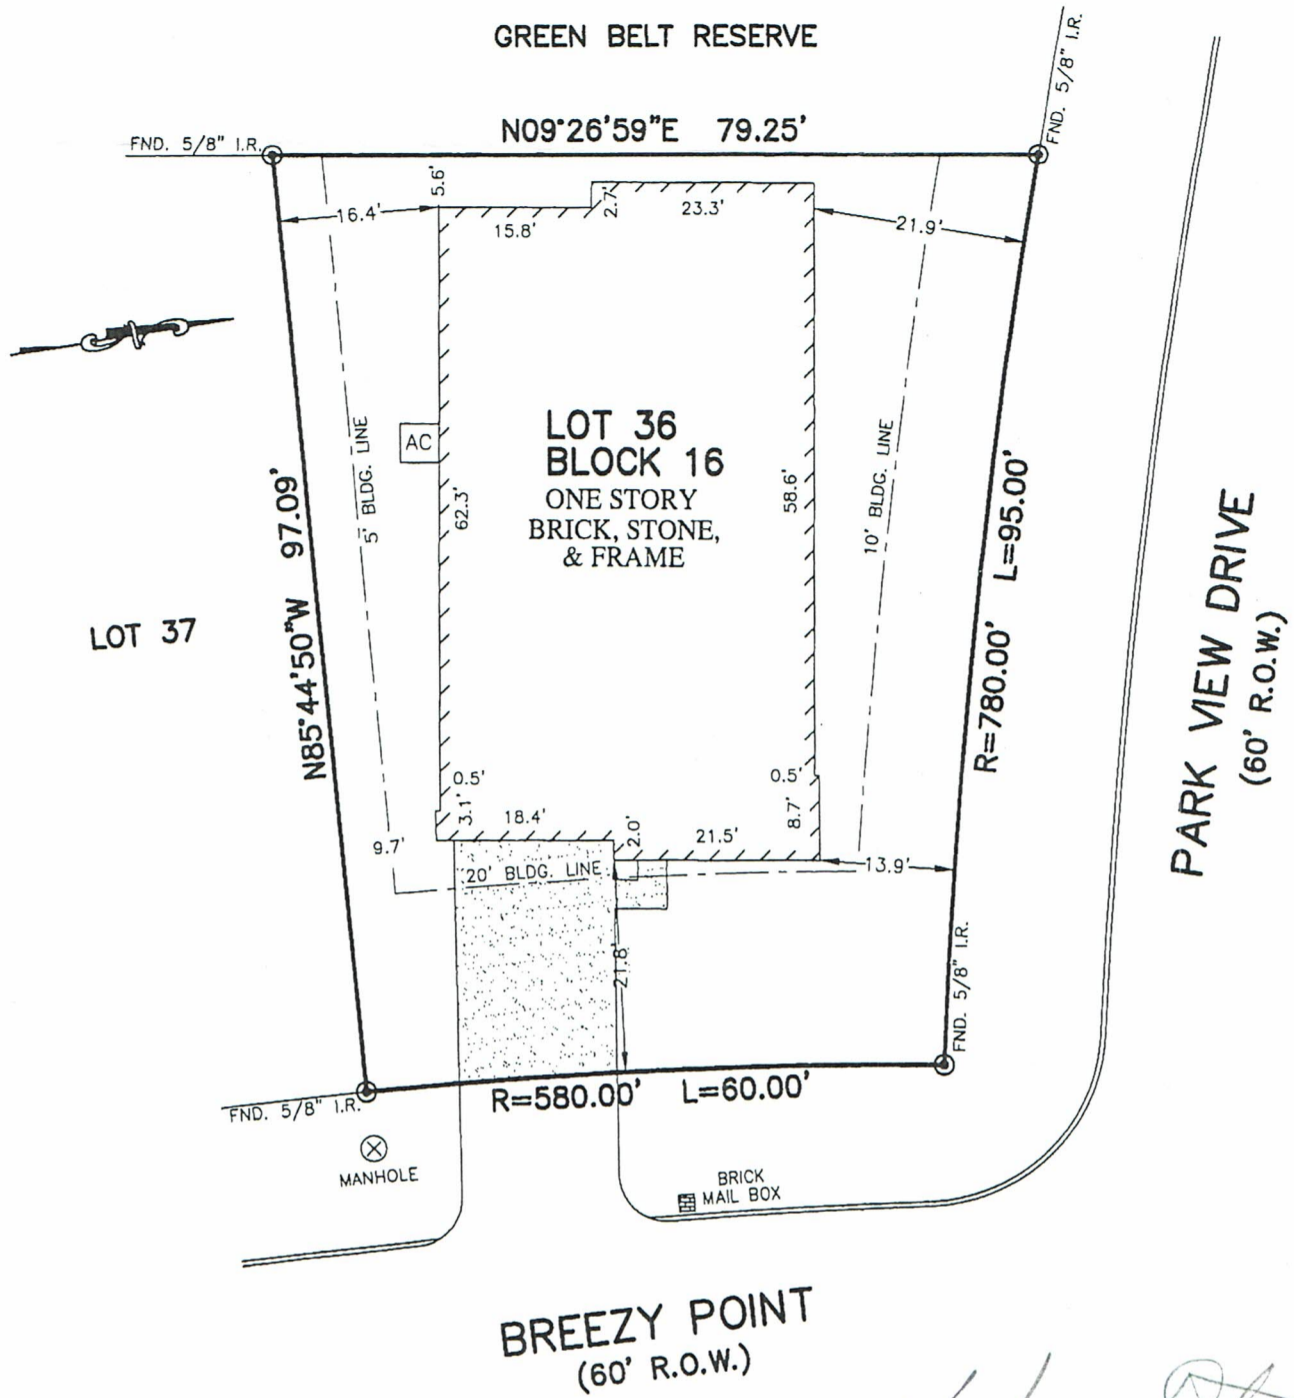 GREEN BELT RESERVE
FND. 5/8" I.R.
N09°26'59"E 79.25'
FND. 5/8" I.R.
5.6'
16.4'
15.8'
2.7'
23.3'
21.9'
LOT 36
BLOCK 16
ONE STORY
BRICK, STONE,
& FRAME
AC
5' BLDG. LINE
62.3'
58.6'
10' BLDG. LINE
N85°44'50"W 97.09'
R=780.00' L=95.00'
LOT 37
PARK VIEW DRIVE
(60' R.O.W.)
0.5'
3.1'
18.4'
2.0'
21.5'
0.5'
8.7'
9.7'
20' BLDG. LINE
13.9'
21.8'
FND. 5/8" I.R.
FND. 5/8" I.R.
R=580.00' L=60.00'
MANHOLE
BRICK
MAIL BOX
BREEZY POINT
(60' R.O.W.)